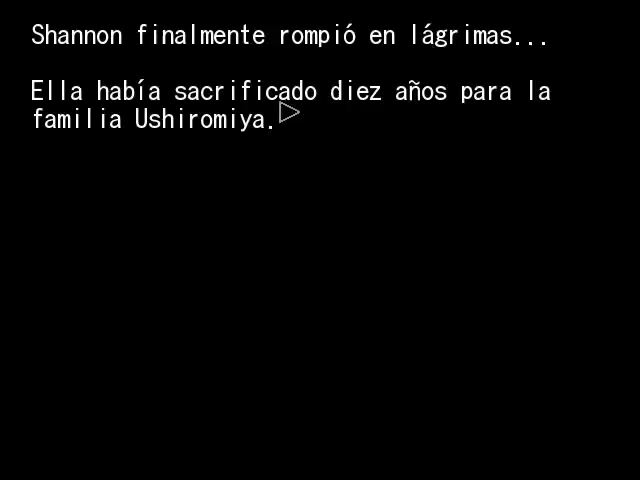 Shannon finalmente rompió en lágrimas...
Ella había sacrificado diez años para la
familia Ushiromiya.